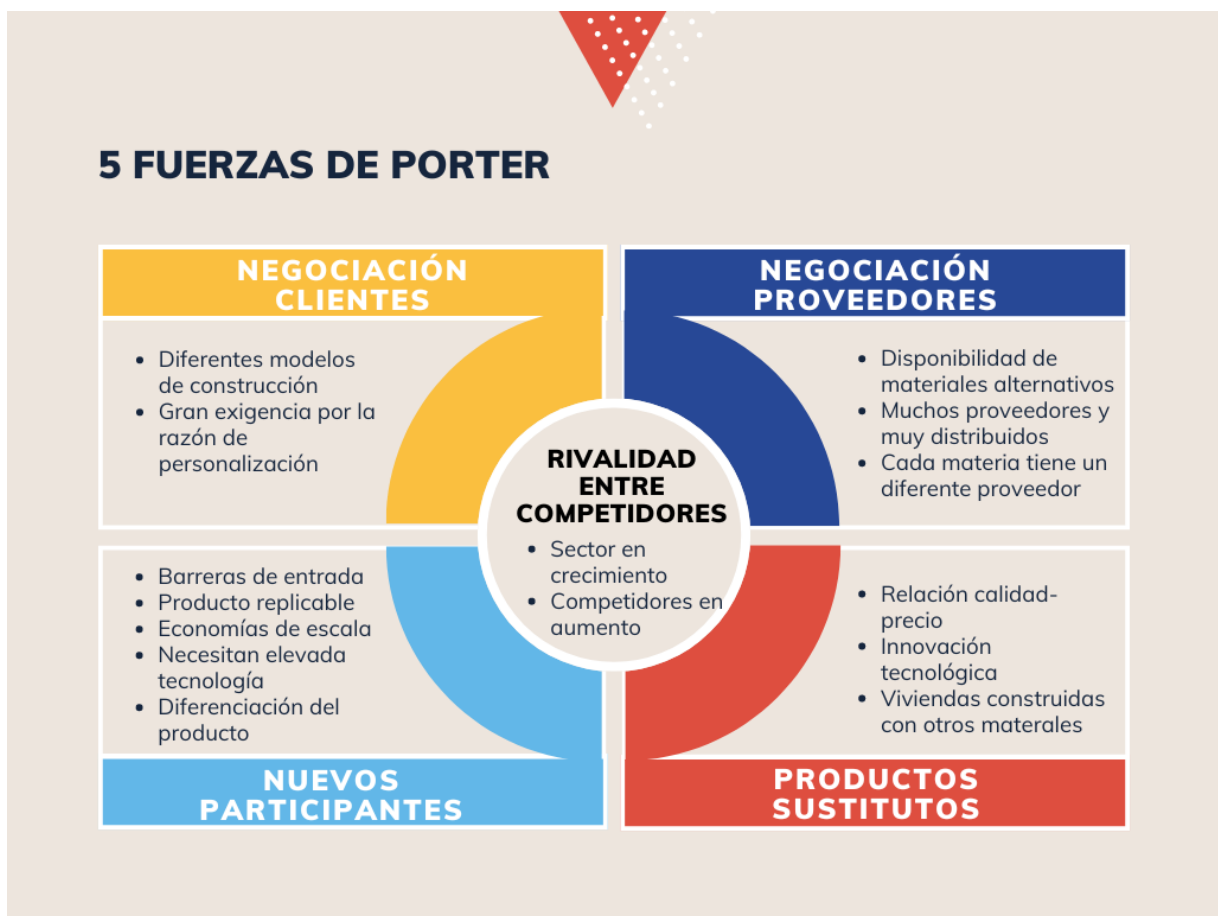 5 FUERZAS DE PORTER
NEGOCIACIÓN
CLIENTES
• Diferentes modelos
de construcción
• Gran exigencia por la
razón de
personalización
NEGOCIACIÓN
PROVEEDORES
• Disponibilidad de
materiales alternativos
• Muchos proveedores y
muy distribuidos
• Cada materia tiene un
diferente proveedor
RIVALIDAD
ENTRE
COMPETIDORES
• Sector en
crecimiento
• Competidores en
aumento
• Barreras de entrada
• Producto replicable
• Economías de escala
• Necesitan elevada
tecnología
• Diferenciación del
producto
NUEVOS
PARTICIPANTES
• Relación calidad-
precio
• Innovación
tecnológica
• Viviendas construidas
con otros materales
PRODUCTOS
SUSTITUTOS